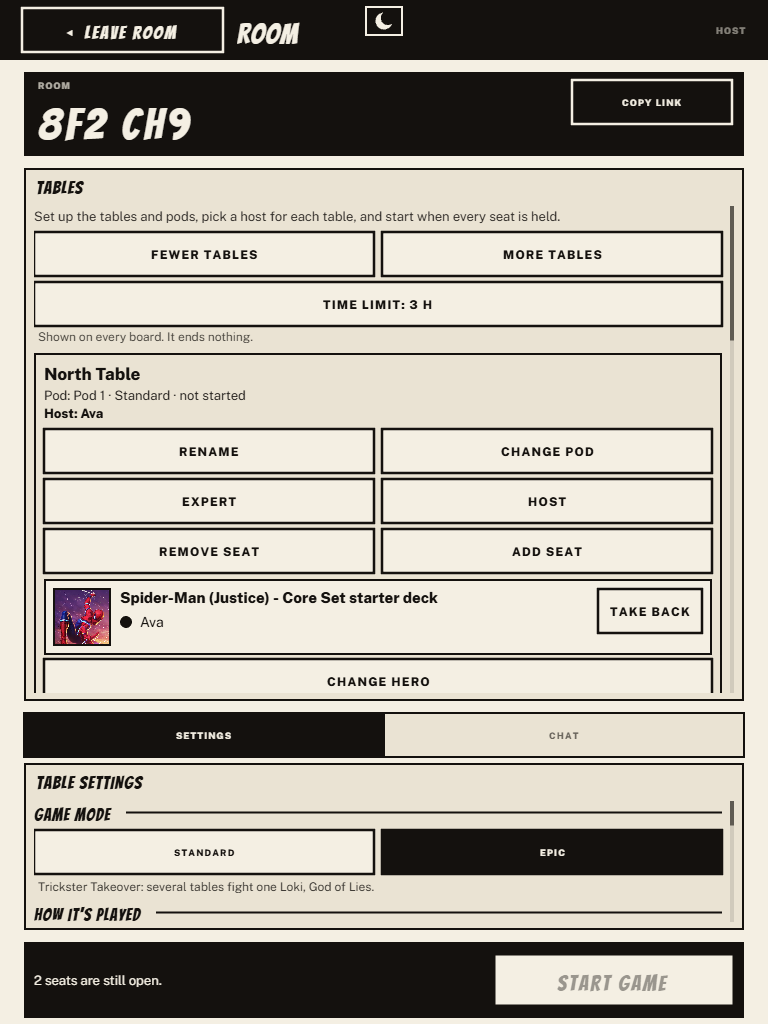 ◂ LEAVE ROOM
ROOM
HOST
ROOM
8F2 CH9
COPY LINK
TABLES
Set up the tables and pods, pick a host for each table, and start when every seat is held.
FEWER TABLES
MORE TABLES
TIME LIMIT: 3 H
Shown on every board. It ends nothing.
North Table
Pod: Pod 1 · Standard · not started
Host: Ava
RENAME
CHANGE POD
EXPERT
HOST
REMOVE SEAT
ADD SEAT
Spider-Man (Justice) - Core Set starter deck
Ava
TAKE BACK
CHANGE HERO
SETTINGS
CHAT
TABLE SETTINGS
GAME MODE
STANDARD
EPIC
Trickster Takeover: several tables fight one Loki, God of Lies.
HOW IT'S PLAYED
2 seats are still open.
START GAME